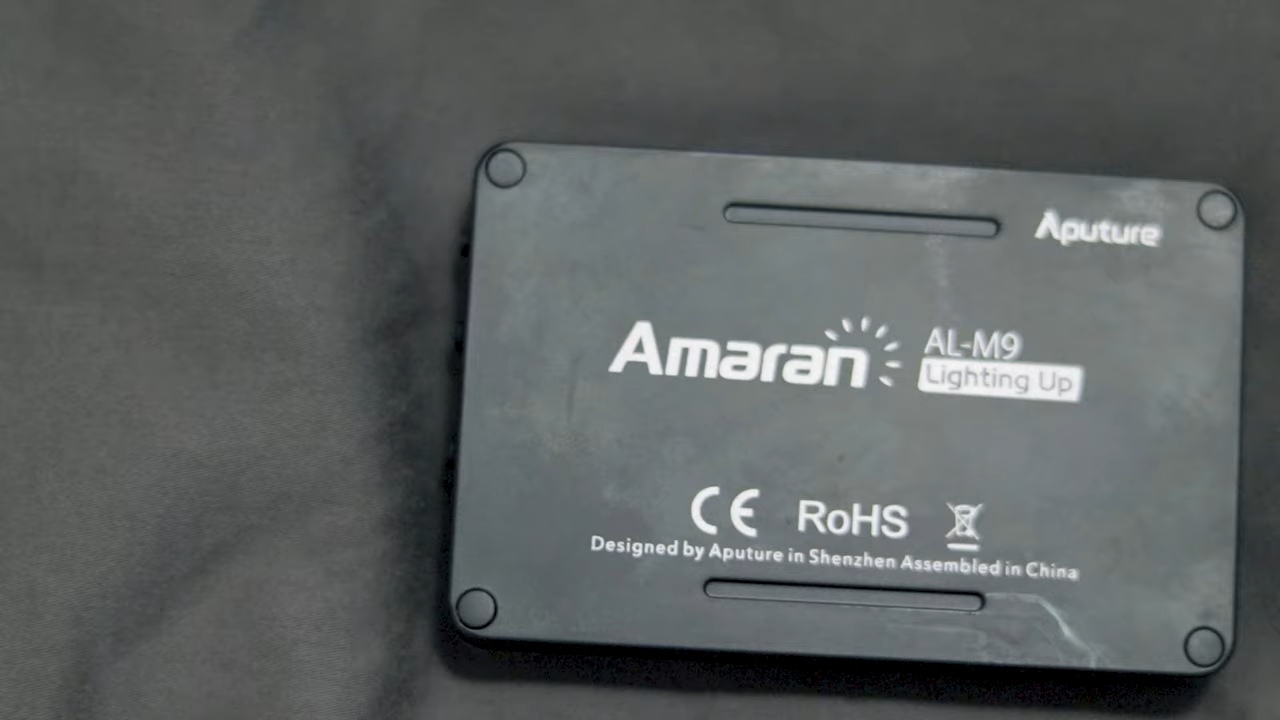 Aputure
Amaran AL-M9
Lighting Up
CE RoHS
Designed by Aputure in Shenzhen Assembled in China